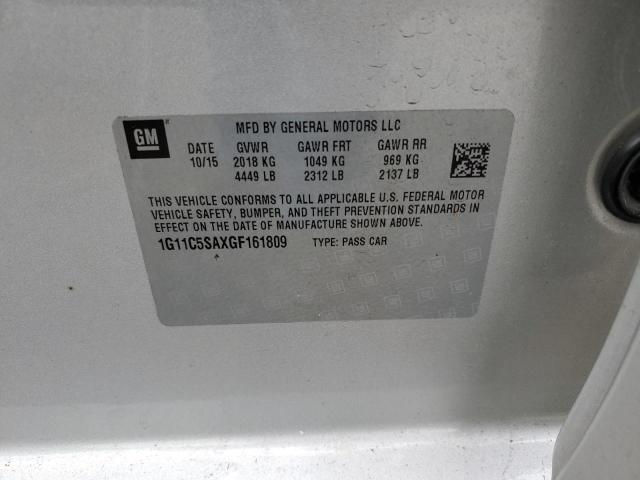 GM
MFD BY GENERAL MOTORS LLC
DATE GVWR GAWR FRT GAWR RR
10/15 2018 KG 1049 KG 969 KG
4449 LB 2312 LB 2137 LB
THIS VEHICLE CONFORMS TO ALL APPLICABLE U.S. FEDERAL MOTOR
VEHICLE SAFETY, BUMPER, AND THEFT PREVENTION STANDARDS IN
EFFECT ON THE DATE OF MANUFACTURE SHOWN ABOVE.
1G11C5SAXGF161809 TYPE: PASS CAR